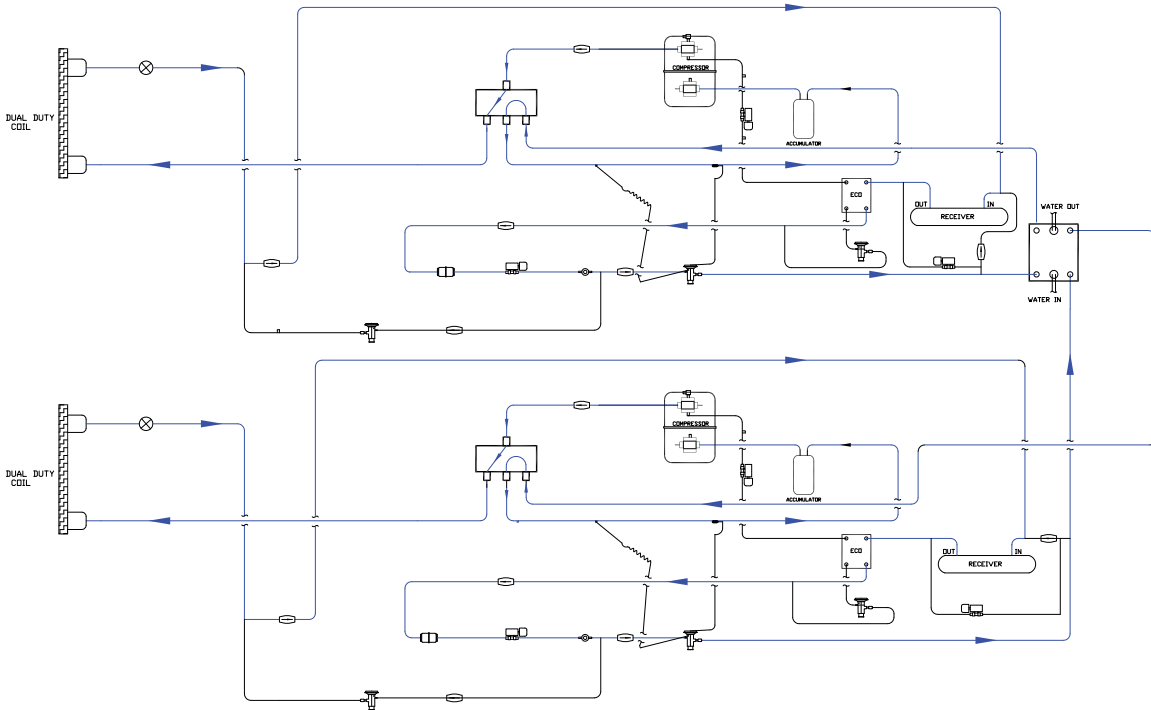 COMPRESSOR
DUAL DUTY
COIL
ACCUMULATOR
ECO
OUT
IN
RECEIVER
WATER OUT
WATER IN
COMPRESSOR
DUAL DUTY
COIL
ACCUMULATOR
ECO
OUT
IN
RECEIVER